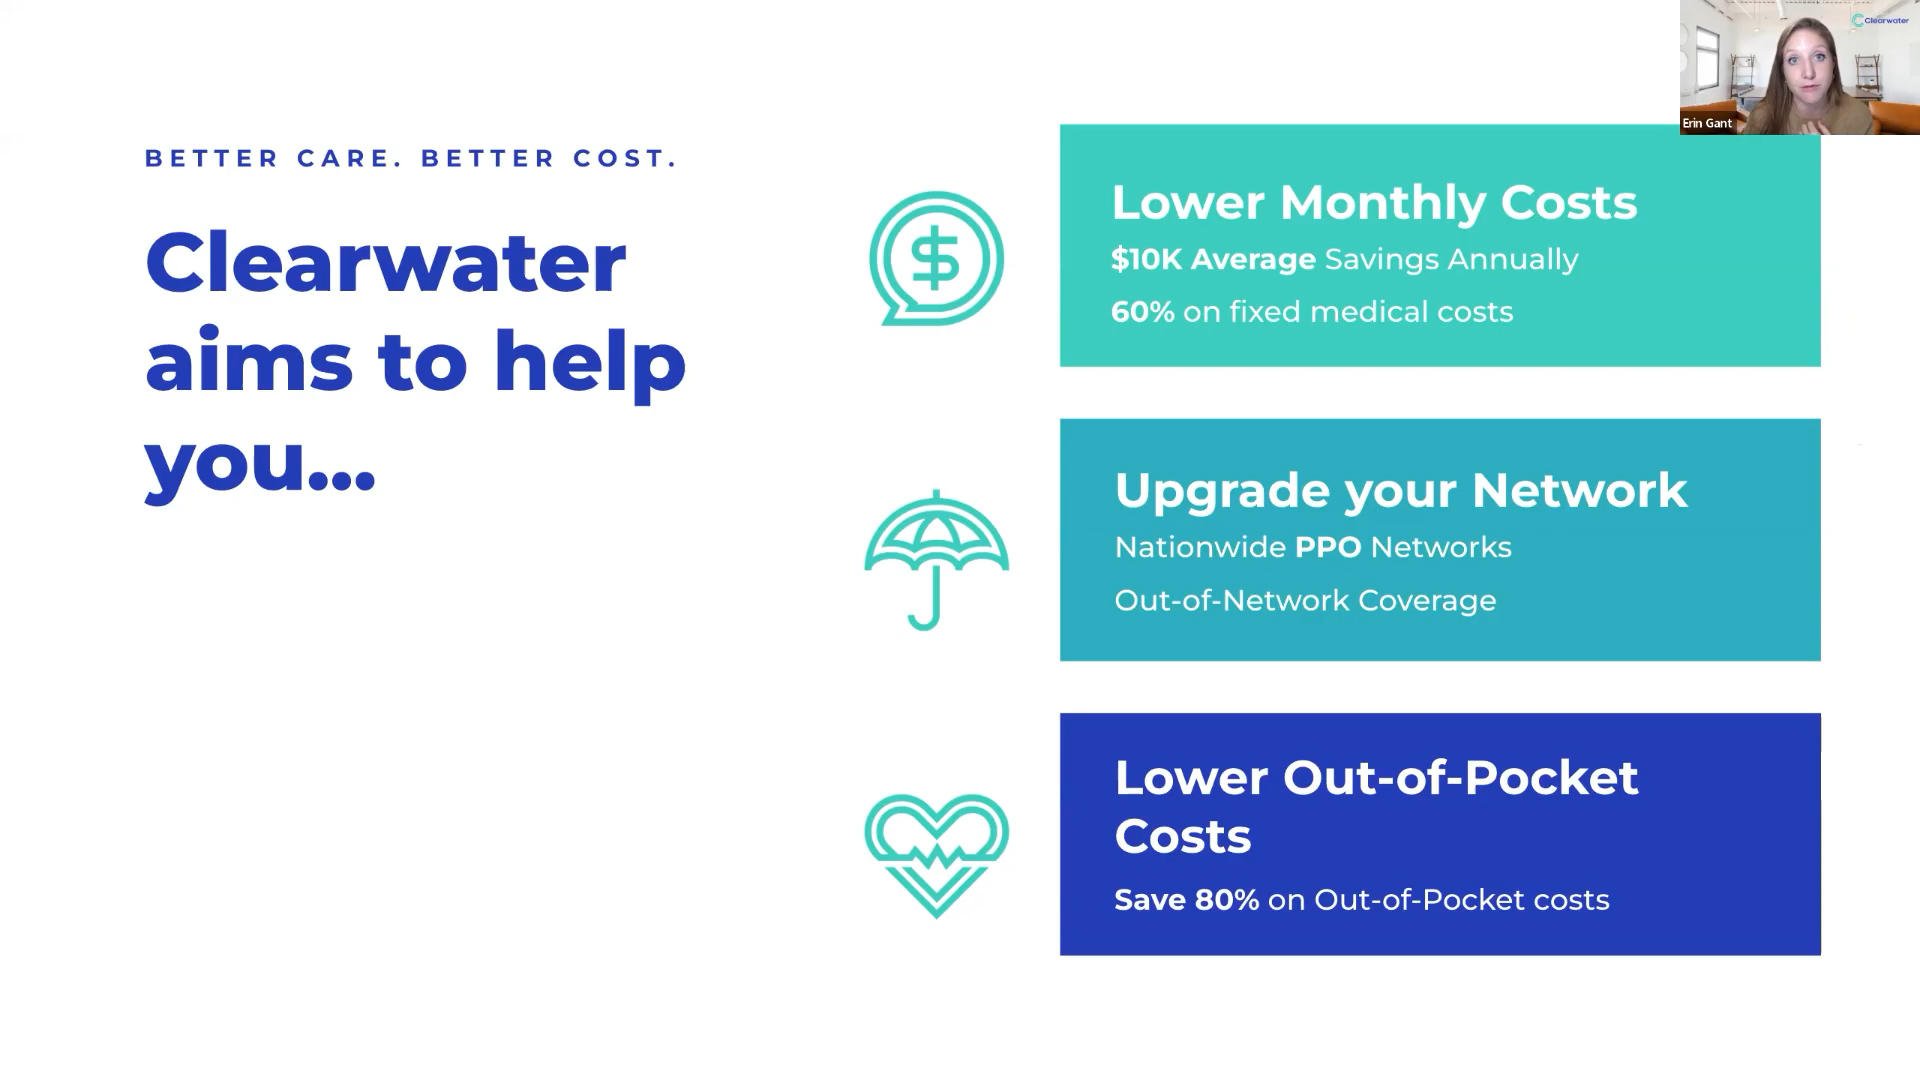 Clearwater
Erin Gant
BETTER CARE. BETTER COST.
Clearwater
aims to help
you...
Lower Monthly Costs
$10K Average Savings Annually
60% on fixed medical costs
Upgrade your Network
Nationwide PPO Networks
Out-of-Network Coverage
Lower Out-of-Pocket
Costs
Save 80% on Out-of-Pocket costs